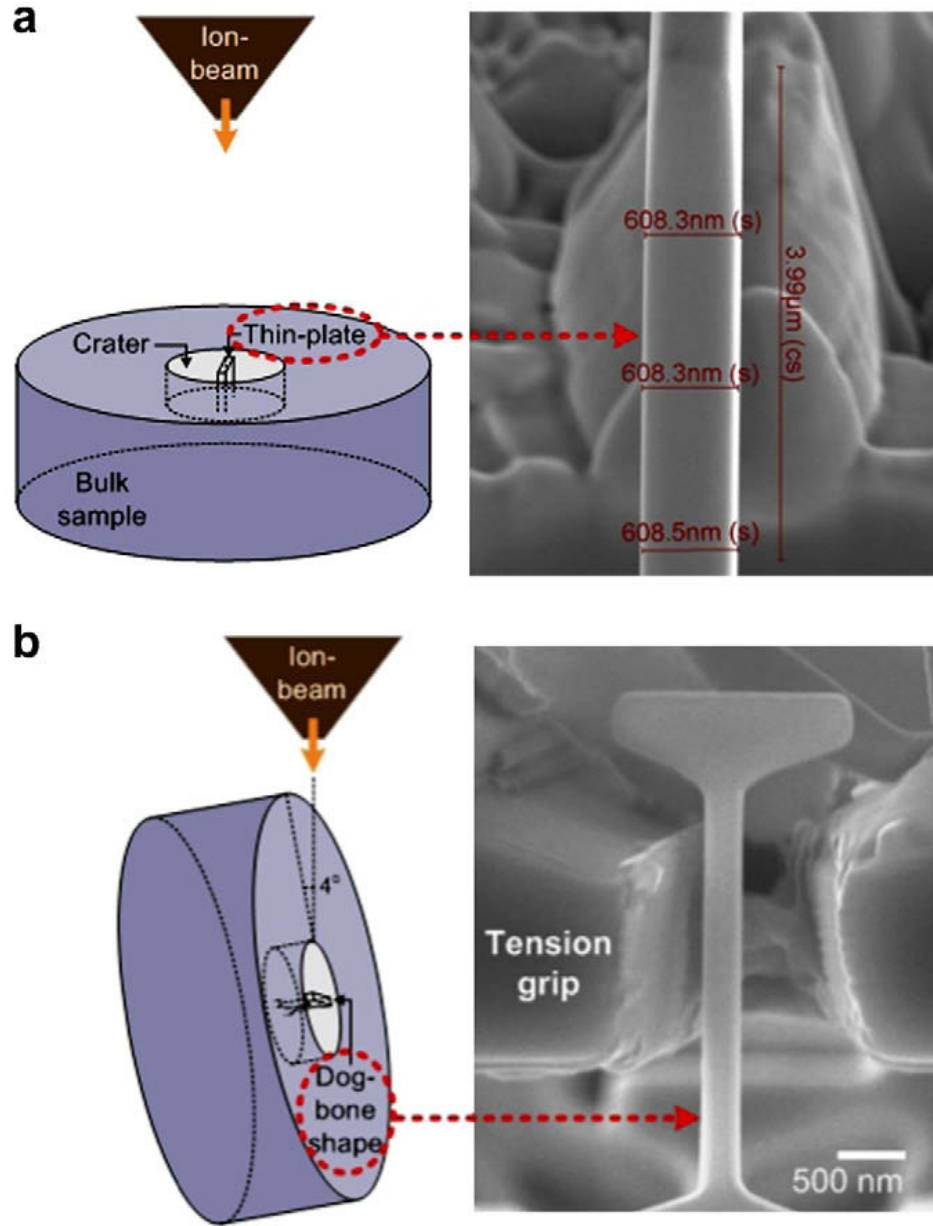 a
Ion-
beam
Thin-plate
Crater
Bulk
sample
608.3nm (s)
3.99µm (cs)
608.3nm (s)
608.5nm (s)
b
Ion-
beam
4°
Dog-
bone
shape
Tension
grip
500 nm